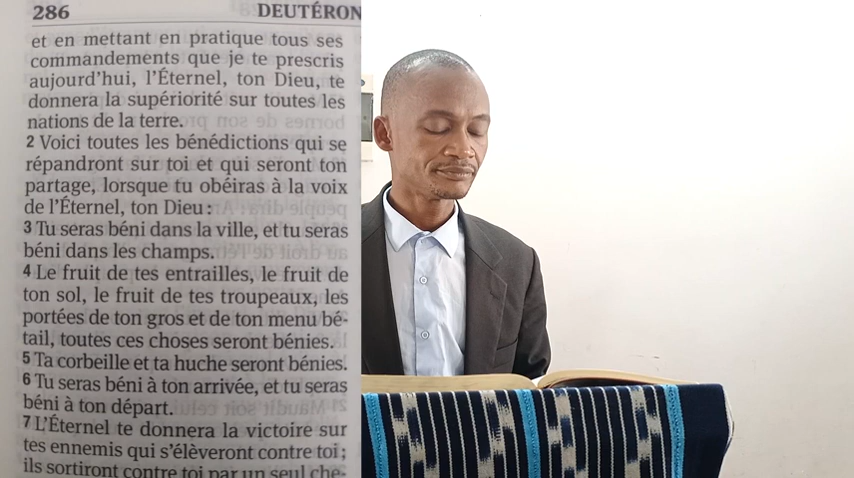 286 DEUTÉRON
et en mettant en pratique tous ses
commandements que je te prescris
aujourd'hui, l'Éternel, ton Dieu, te
donnera la supériorité sur toutes les
nations de la terre.
2 Voici toutes les bénédictions qui se
répandront sur toi et qui seront ton
partage, lorsque tu obéiras à la voix
de l'Éternel, ton Dieu :
3 Tu seras béni dans la ville, et tu seras
béni dans les champs.
4 Le fruit de tes entrailles, le fruit de
ton sol, le fruit de tes troupeaux, les
portées de ton gros et de ton menu bé-
tail, toutes ces choses seront bénies.
5 Ta corbeille et ta huche seront bénies.
6 Tu seras béni à ton arrivée, et tu seras
béni à ton départ.
7 L'Éternel te donnera la victoire sur
tes ennemis qui s'élèveront contre toi ;
ils sortiront contre toi par un seul che-